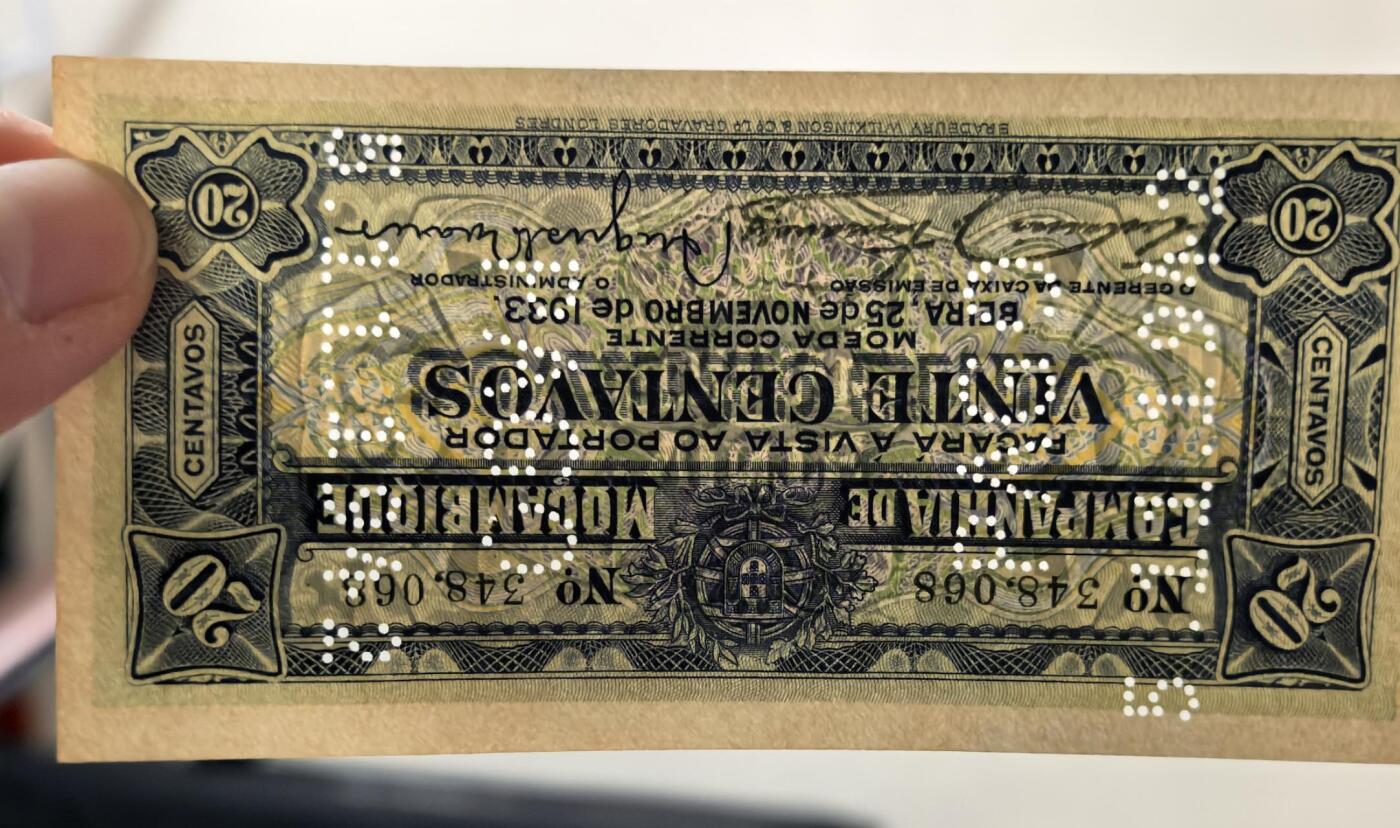 20 20
Nº 348,068 Nº 348,068
COMPANHIA DE MOÇAMBIQUE
PAGARÁ Á VISTA AO PORTADOR
VINTE CENTAVOS
MOEDA CORRENTE
BEIRA, 25 de NOVEMBRO de 1933.
O GERENTE DA CAIXA DE EMISSÃO O ADMINISTRADOR
CENTAVOS CENTAVOS
20 20
BRADBURY WILKINSON & Cº Lº GRAVADORES LONDRES